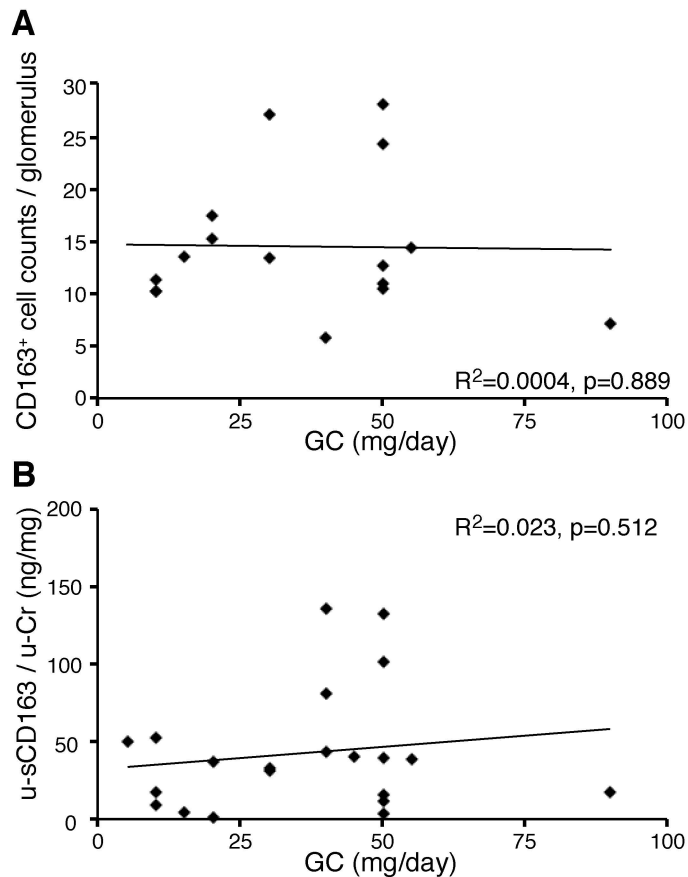 A
CD163⁺ cell counts / glomerulus
30
25
20
15
10
5
0
R²=0.0004, p=0.889
0 25 50 75 100
GC (mg/day)
B
u-sCD163 / u-Cr (ng/mg)
200
R²=0.023, p=0.512
150
100
50
0
0 25 50 75 100
GC (mg/day)